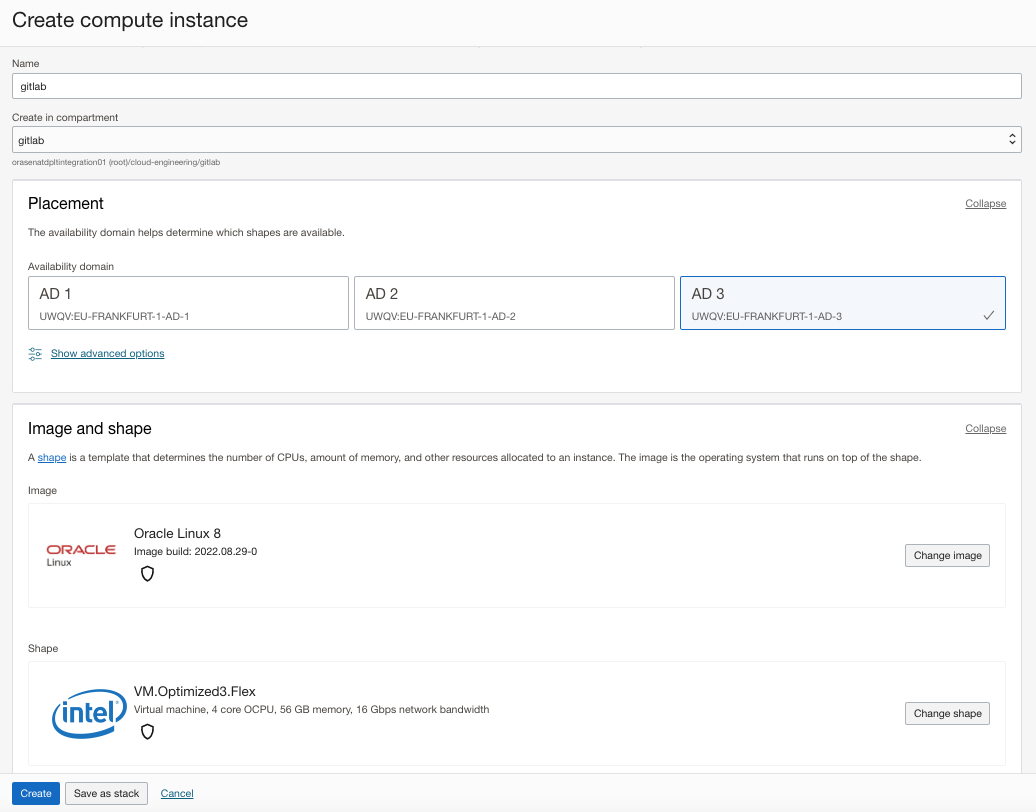 Create compute instance
Name
gitlab
Create in compartment
gitlab
orasenatdpltintegration01 (root)/cloud-engineering/gitlab
Placement
Collapse
The availability domain helps determine which shapes are available.
Availability domain
AD 1
UWQV:EU-FRANKFURT-1-AD-1
AD 2
UWQV:EU-FRANKFURT-1-AD-2
AD 3
UWQV:EU-FRANKFURT-1-AD-3
Show advanced options
Image and shape
Collapse
A shape is a template that determines the number of CPUs, amount of memory, and other resources allocated to an instance. The image is the operating system that runs on top of the shape.
Image
ORACLE
Linux
Oracle Linux 8
Image build: 2022.08.29-0
Change image
Shape
intel
VM.Optimized3.Flex
Virtual machine, 4 core OCPU, 56 GB memory, 16 Gbps network bandwidth
Change shape
Create
Save as stack
Cancel